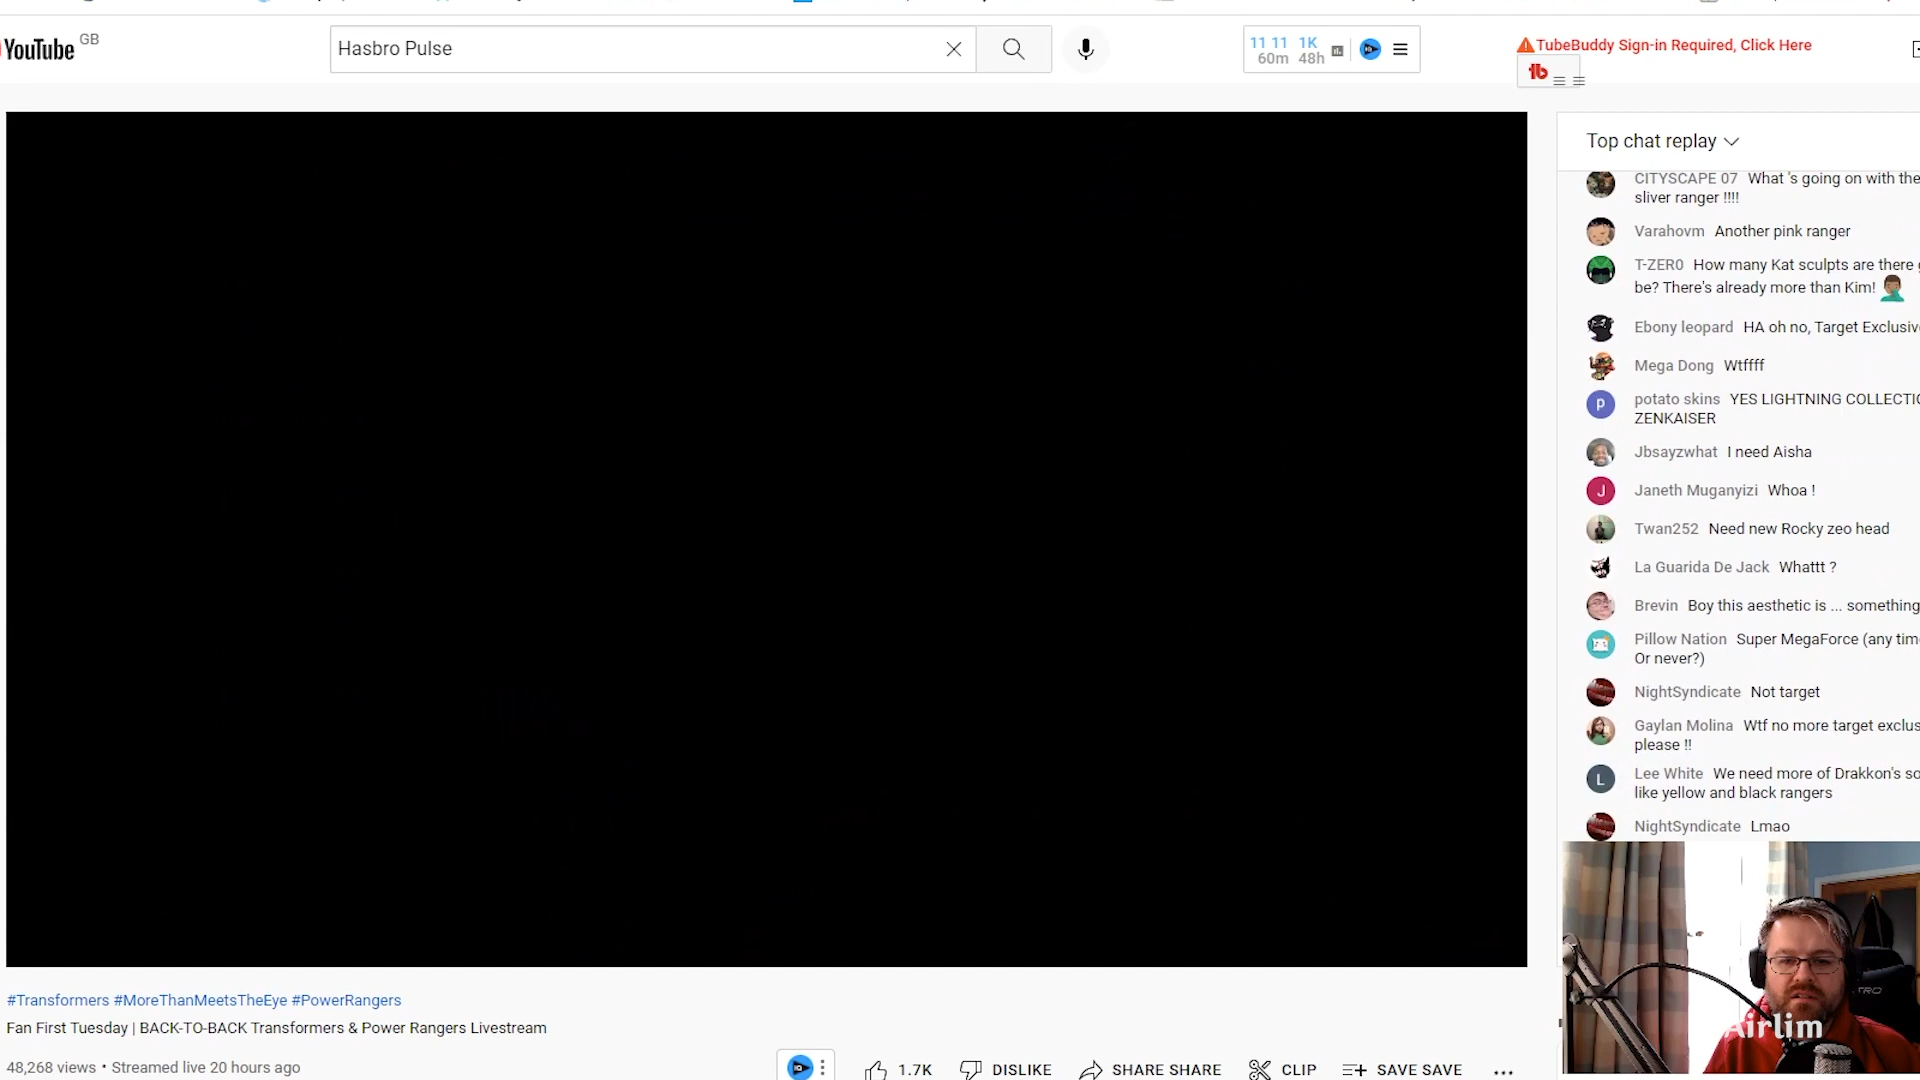 YouTube GB
Hasbro Pulse
11 11 1K
60m 48h
TubeBuddy Sign-in Required, Click Here
tb
Top chat replay
CITYSCAPE 07 What 's going on with the
sliver ranger !!!!
Varahovm Another pink ranger
T-ZER0 How many Kat sculpts are there
be? There's already more than Kim!
Ebony leopard HA oh no, Target
Mega Dong Wtffff
potato skins YES LIGHTNING
ZENKAISER
Jbsayzwhat I need Aisha
Janeth Muganyizi Whoa !
Twan252 Need new Rocky zeo head
La Guarida De Jack Whattt ?
Brevin Boy this aesthetic is ... something
Pillow Nation Super MegaForce (any
Or never?)
NightSyndicate Not target
Gaylan Molina Wtf no more target
please !!
Lee White We need more of Drakkon's
like yellow and black rangers
NightSyndicate Lmao
Airlim
#Transformers #MoreThanMeetsTheEye #PowerRangers
Fan First Tuesday | BACK-TO-BACK Transformers & Power Rangers Livestream
48,268 views • Streamed live 20 hours ago
1.7K DISLIKE SHARE SHARE CLIP SAVE SAVE